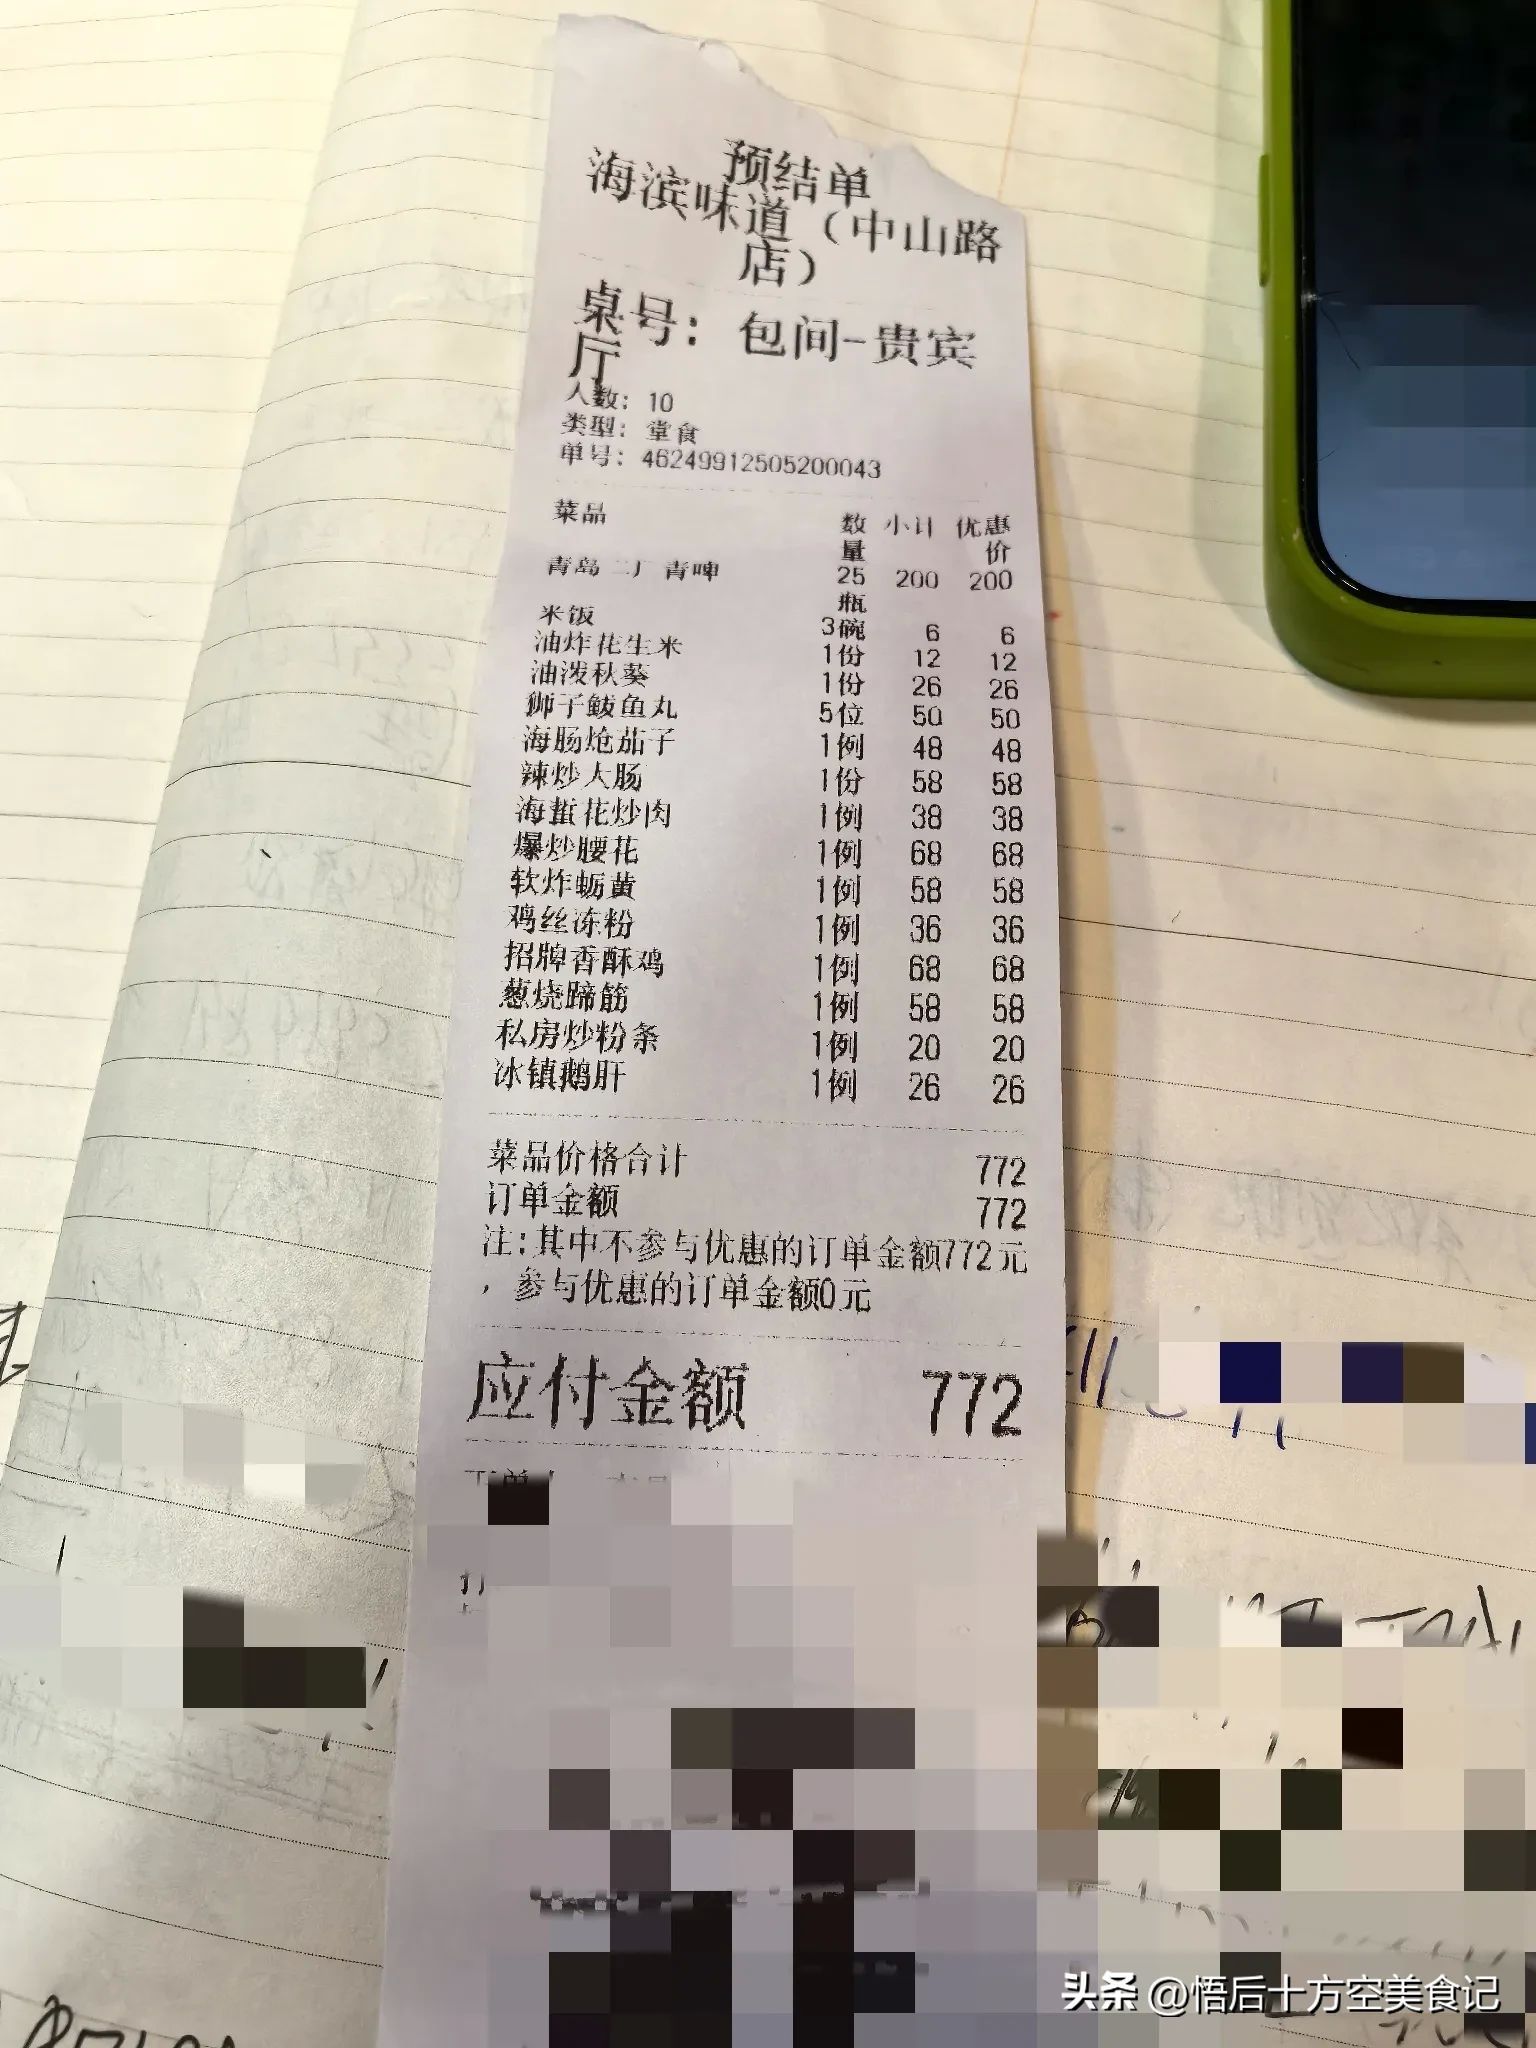 预结单
海滨味道（中山路
店）
桌号： 包间-贵宾
厅
人数： 10
类型： 堂食
单号： 46249912505200043
菜品 数 小计 优惠
量 价
青岛二厂青啤 25 200 200
瓶
米饭 3碗 6 6
油炸花生米 1份 12 12
油泼秋葵 1份 26 26
狮子鲅鱼丸 5位 50 50
海肠炝茄子 1例 48 48
辣炒大肠 1份 58 58
海蜇花炒肉 1例 38 38
爆炒腰花 1例 68 68
软炸蛎黄 1例 58 58
鸡丝冻粉 1例 36 36
招牌香酥鸡 1例 68 68
葱烧蹄筋 1例 58 58
私房炒粉条 1例 20 20
冰镇鹅肝 1例 26 26
菜品价格合计 772
订单金额 772
注：其中不参与优惠的订单金额772元
，参与优惠的订单金额0元
应付金额 772
头条 @悟后十方空美食记